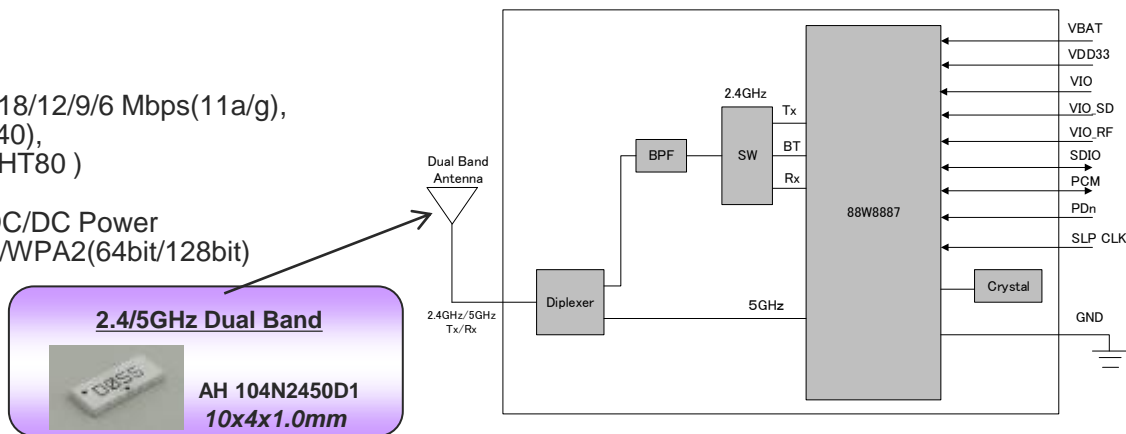 18/12/9/6 Mbps(11a/g),
40),
HT80 )
OC/DC Power
/WPA2(64bit/128bit)
2.4/5GHz Dual Band
D0S5
AH 104N2450D1
10x4x1.0mm
Dual Band
Antenna
2.4GHz/5GHz
Tx/Rx
Diplexer
BPF
2.4GHz
SW
Tx
BT
Rx
5GHz
88W8887
Crystal
VBAT
VDD33
VIO
VIO_SD
VIO_RF
SDIO
PCM
PDn
SLP CLK
GND